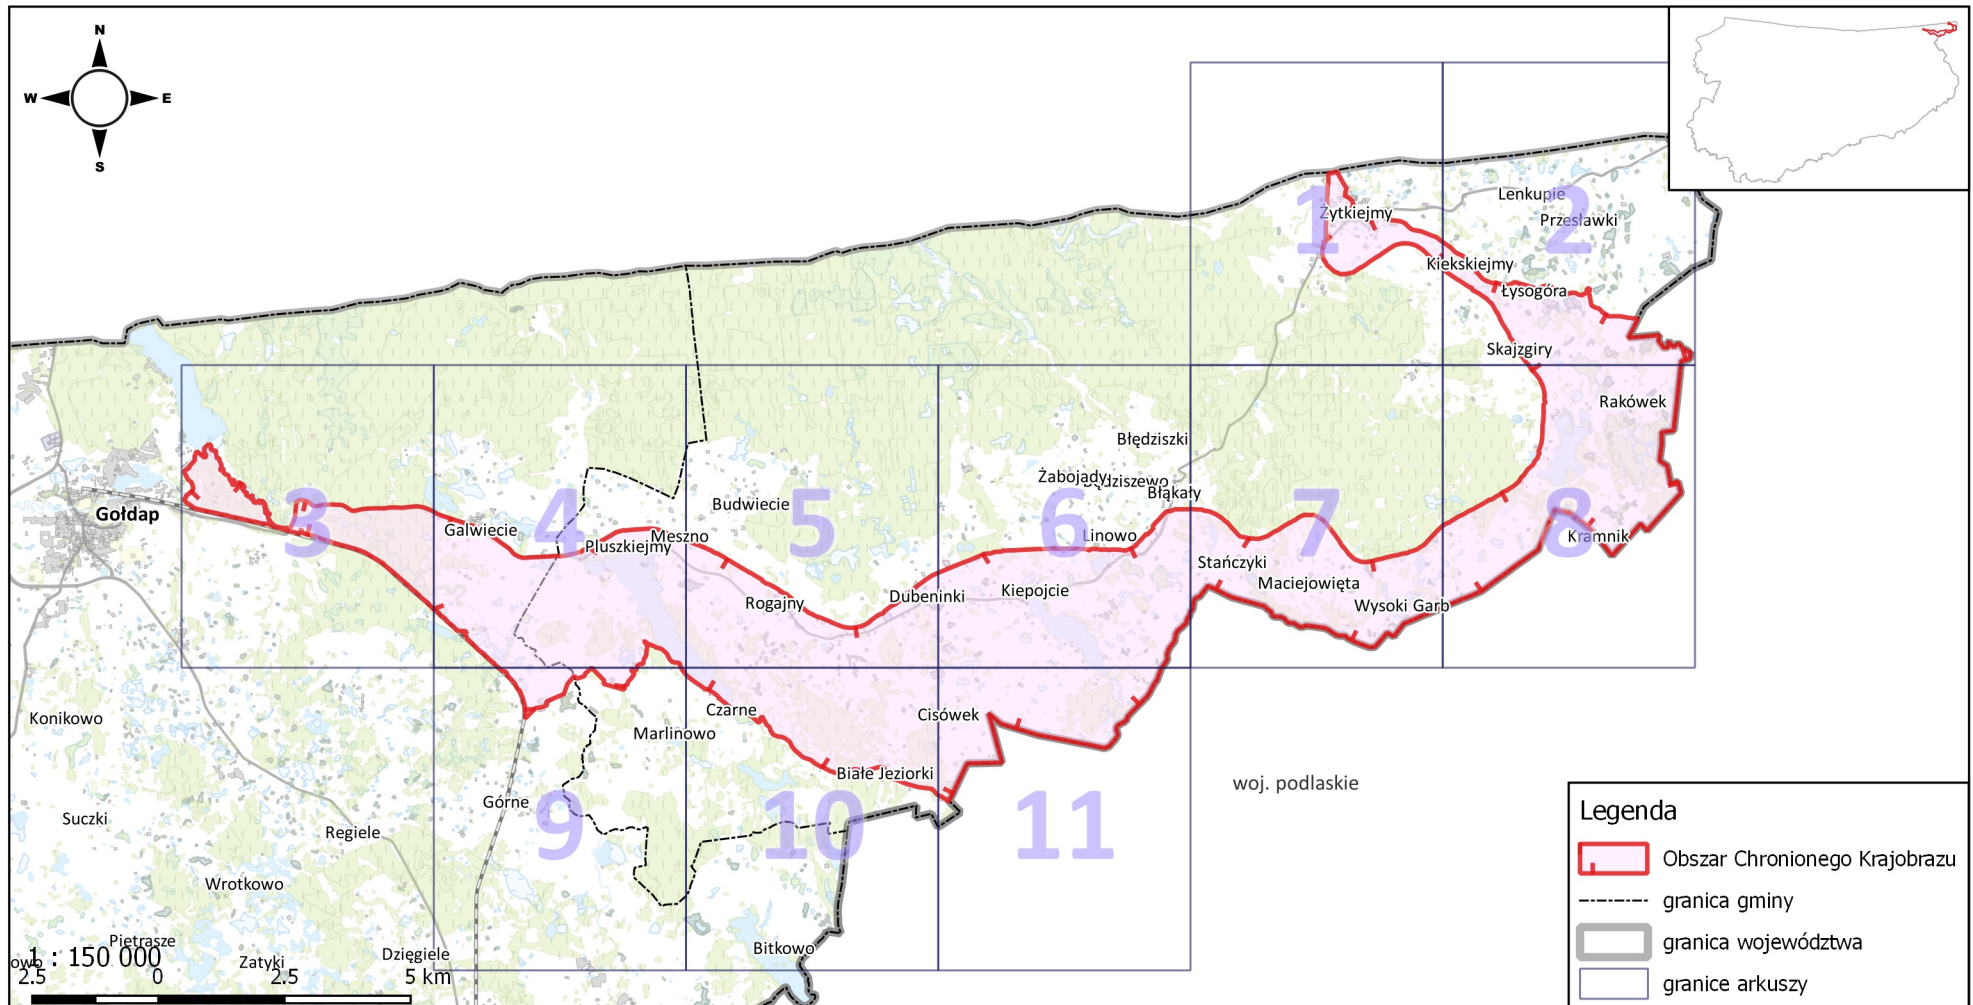 N
W E
S
1
2
Żytkiejmy
Lenkupie
Przesławki
Kiekskiejmy
Łysogóra
Skajzgiry
Rakówek
Błędziszki
Żabojady
Błąkały
Budwiecie
Gołdap
3
4
5
6
7
8
Galwiecie
Pluszkiejmy
Meszno
Linowo
Kramnik
Stańczyki
Maciejowięta
Wysoki Garb
Rogajny
Dubeninki
Kiepojcie
Konikowo
Czarne
Cisówek
Marlinowo
Białe Jeziorki
woj. podlaskie
Górne
9
10
11
Suczki
Regiele
Wrotkowo
Pietrasze
Zatyki
Dzięgiele
Bitkowo
1 : 150 000
2.5 0 2.5 5 km
Legenda
Obszar Chronionego Krajobrazu
granica gminy
granica województwa
granice arkuszy